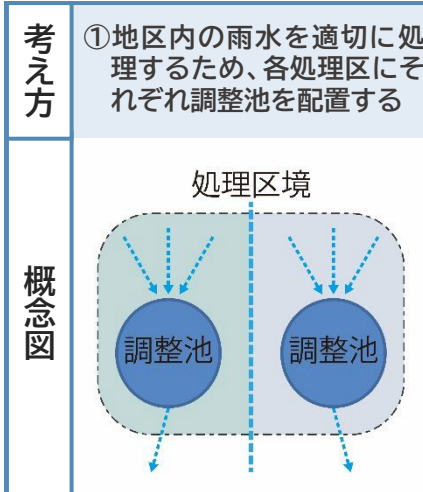 考え方
①地区内の雨水を適切に処
理するため、各処理区にそ
れぞれ調整池を配置する
概念図
処理区境
調整池
調整池